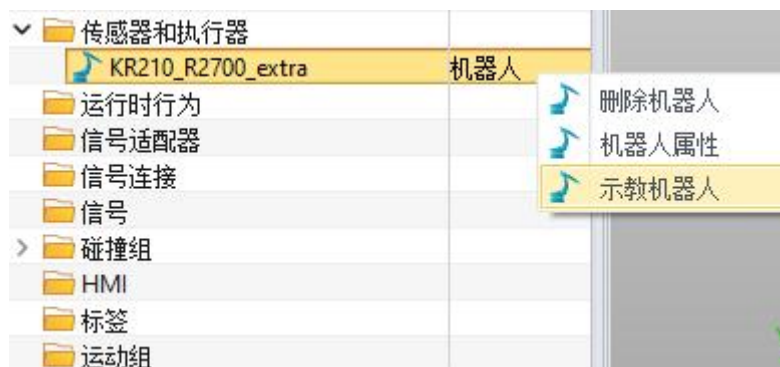 传感器和执行器
KR210_R2700_extra 机器人
运行时行为
信号适配器
信号连接
信号
碰撞组
HMI
标签
运动组
删除机器人
机器人属性
示教机器人